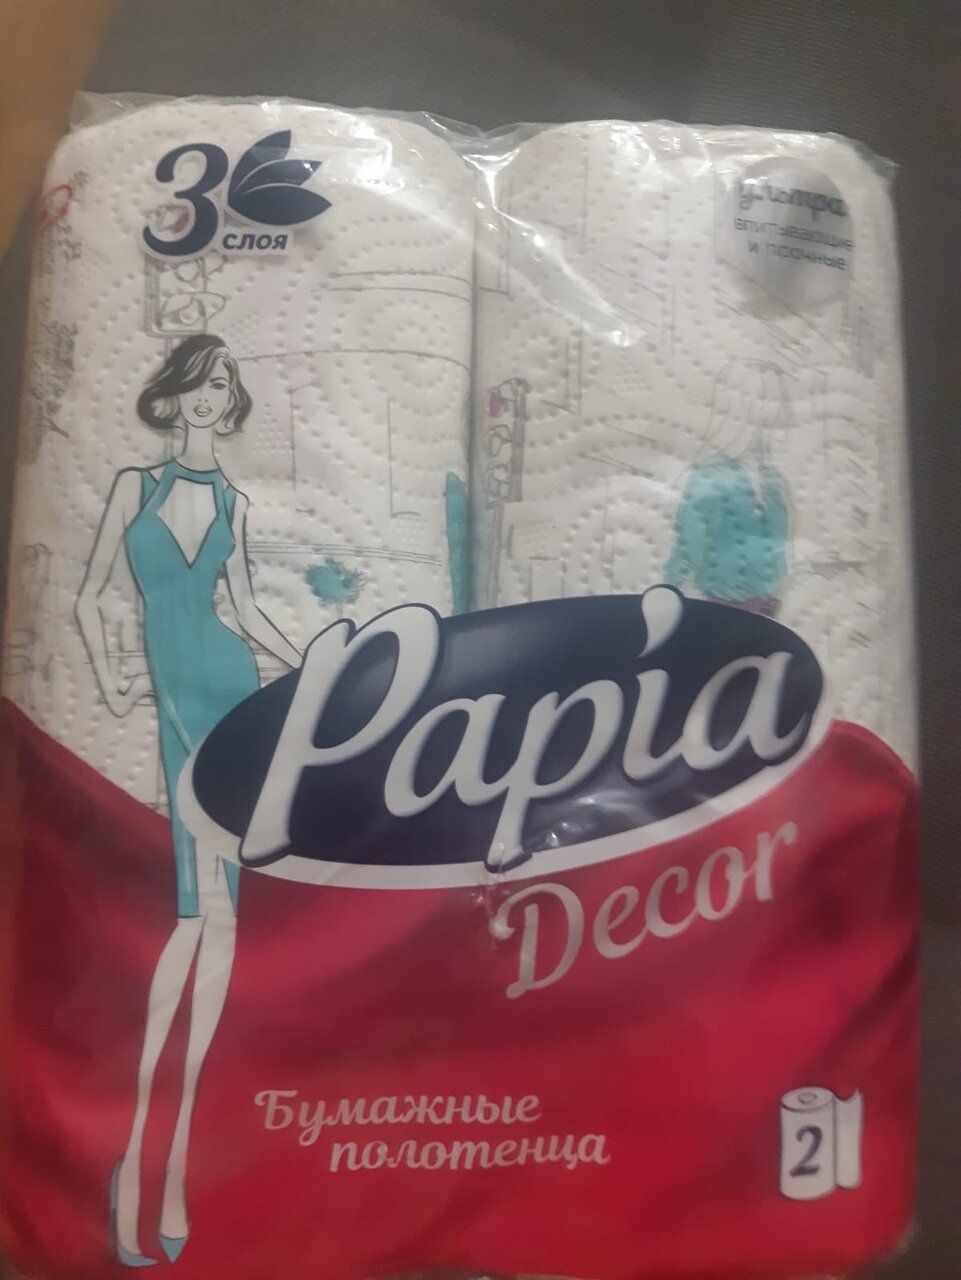 3
слоя
ультра
впитывающие
и прочные
Papia
Decor
Бумажные
полотенца
2